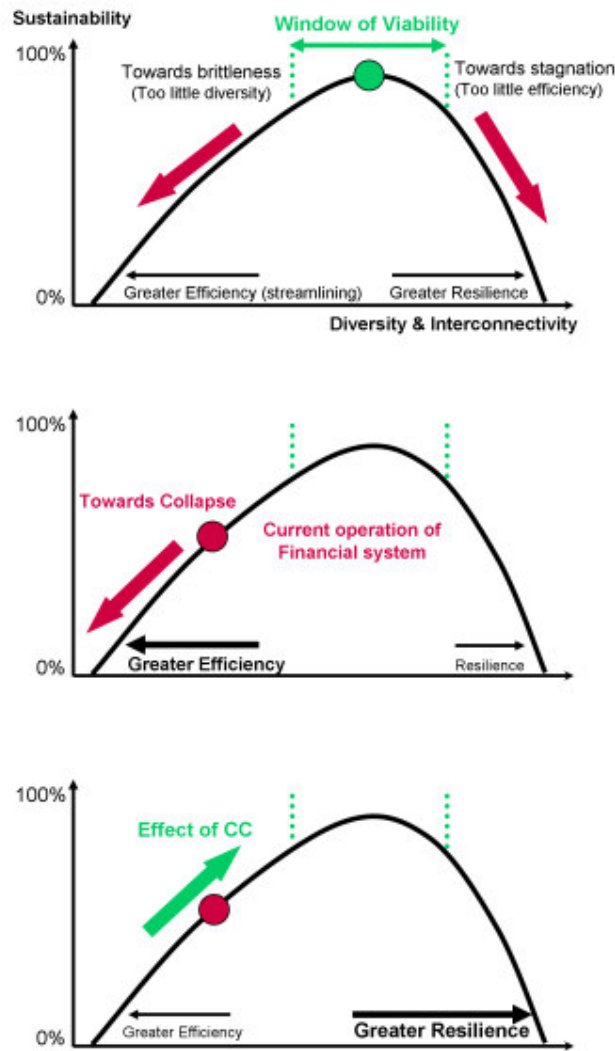 Sustainability
Window of Viability
100%
Towards brittleness
(Too little diversity)
Towards stagnation
(Too little efficiency)
0%
Greater Efficiency (streamlining)
Greater Resilience
Diversity & Interconnectivity
100%
Towards Collapse
Current operation of
Financial system
0%
Greater Efficiency
Resilience
100%
Effect of CC
0%
Greater Efficiency
Greater Resilience